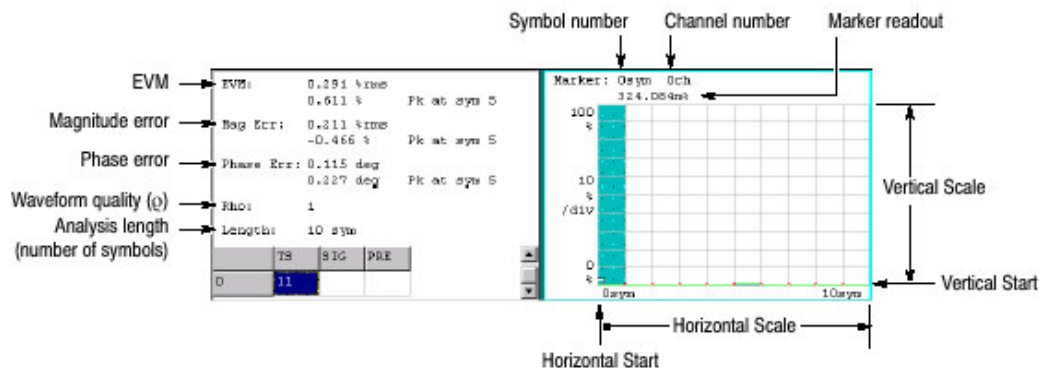 Symbol number
Channel number
Marker readout
EVM
EVM: 0.291 %rms
0.611 % Pk at sym 5
Magnitude error
Mag Err: 0.211 %rms
-0.466 % Pk at sym 5
Phase error
Phase Err: 0.115 deg
0.227 deg Pk at sym 5
Waveform quality (ρ)
Rho: 1
Analysis length
(number of symbols)
Length: 10 sym
TS SIG PRE
0 11
Marker: 0sym 0ch
324.084m%
100
%
10
%
/div
0
%
0sym 10sym
Vertical Scale
Vertical Start
Horizontal Scale
Horizontal Start